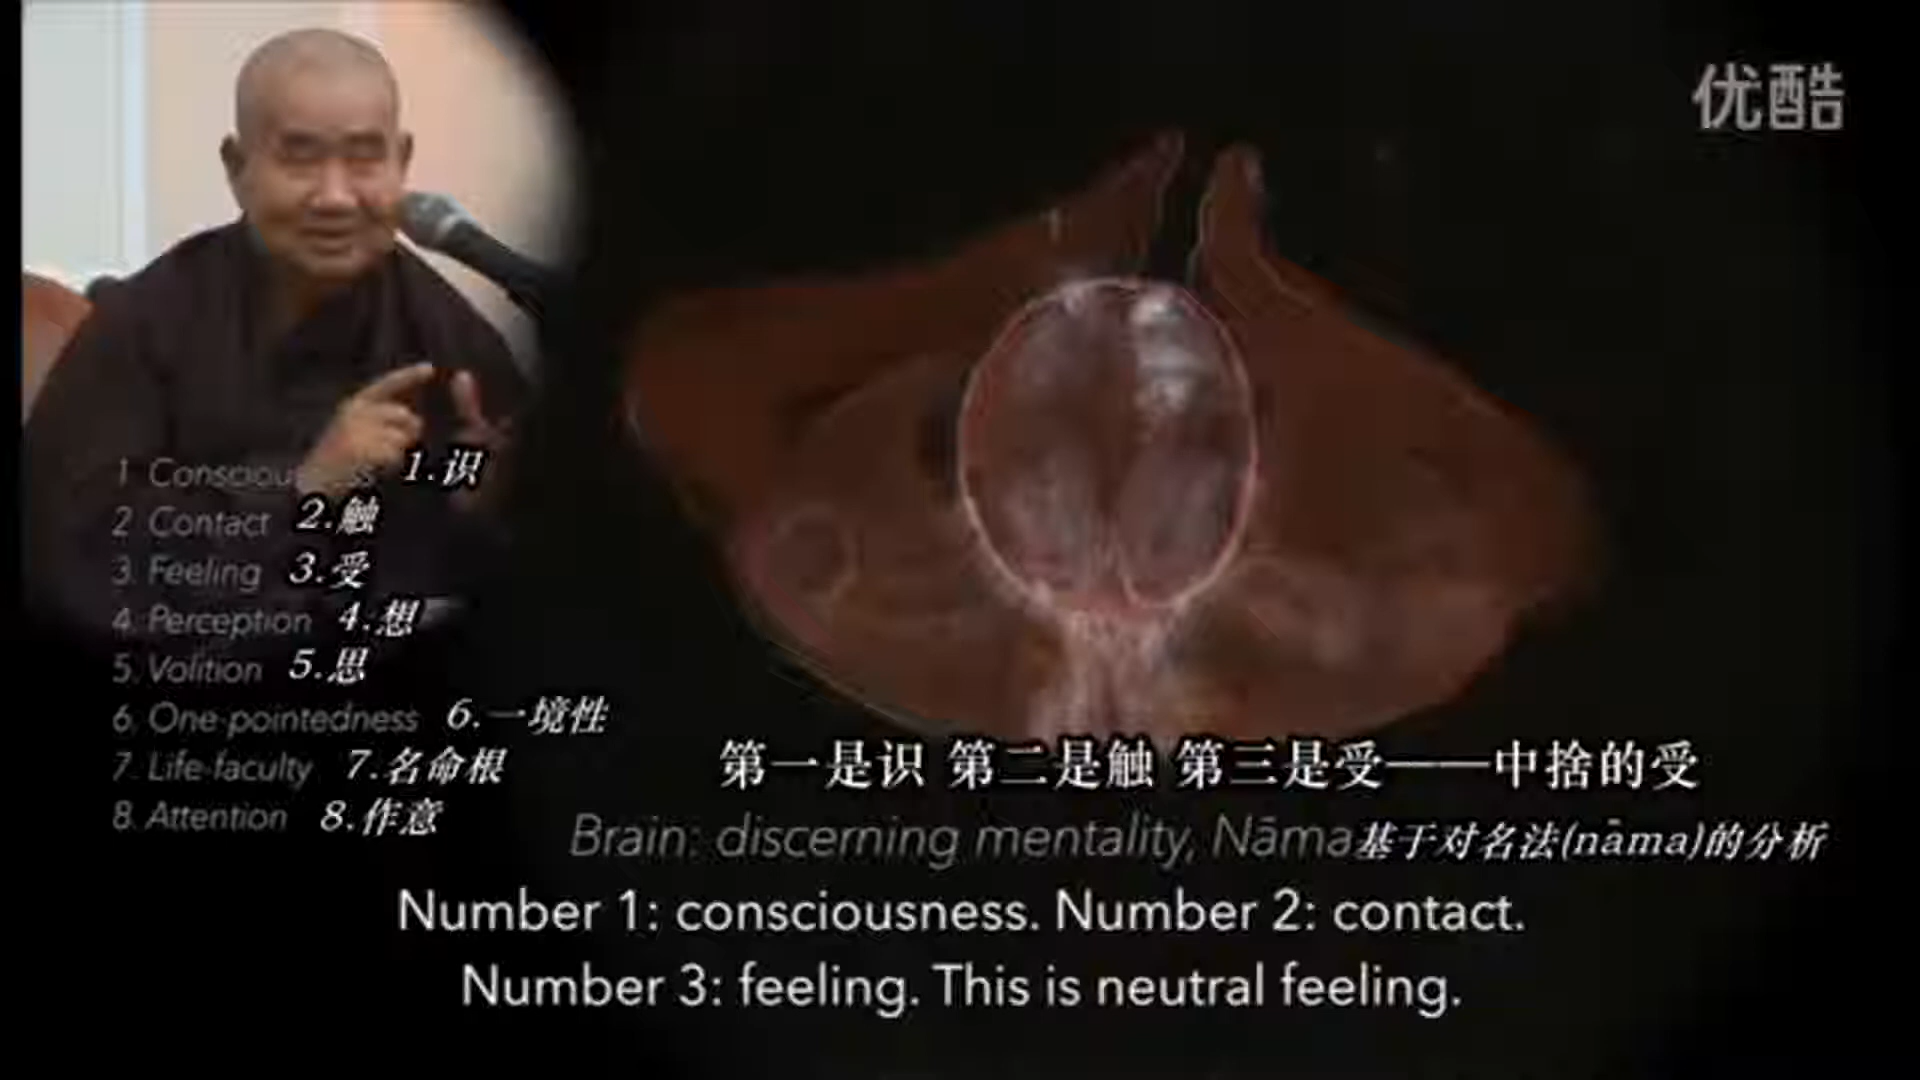 优酷
1 Consciousness 1.识
2 Contact 2.触
3. Feeling 3.受
4. Perception 4.想
5. Volition 5.思
6. One-pointedness 6.一境性
7. Life-faculty 7.名命根
8. Attention 8.作意
第一是识 第二是触 第三是受——中捨的受
Brain: discerning mentality, Nāma 基于对名法(nāma)的分析
Number 1: consciousness. Number 2: contact.
Number 3: feeling. This is neutral feeling.